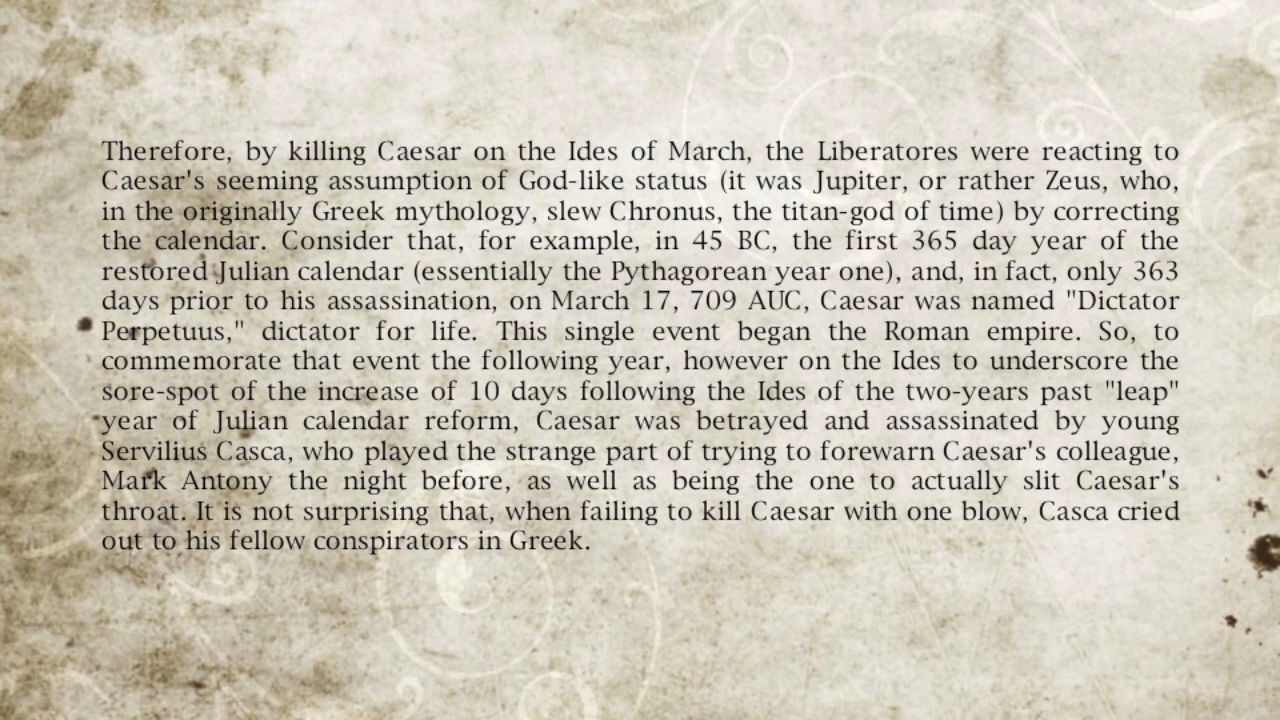 Therefore, by killing Caesar on the Ides of March, the Liberatores were reacting to
Caesar's seeming assumption of God-like status (it was Jupiter, or rather Zeus, who,
in the originally Greek mythology, slew Chronus, the titan-god of time) by correcting
the calendar. Consider that, for example, in 45 BC, the first 365 day year of the
restored Julian calendar (essentially the Pythagorean year one), and, in fact, only 363
days prior to his assassination, on March 17, 709 AUC, Caesar was named "Dictator
Perpetuus," dictator for life. This single event began the Roman empire. So, to
commemorate that event the following year, however on the Ides to underscore the
sore-spot of the increase of 10 days following the Ides of the two-years past "leap"
year of Julian calendar reform, Caesar was betrayed and assassinated by young
Servilius Casca, who played the strange part of trying to forewarn Caesar's colleague,
Mark Antony the night before, as well as being the one to actually slit Caesar's
throat. It is not surprising that, when failing to kill Caesar with one blow, Casca cried
out to his fellow conspirators in Greek.